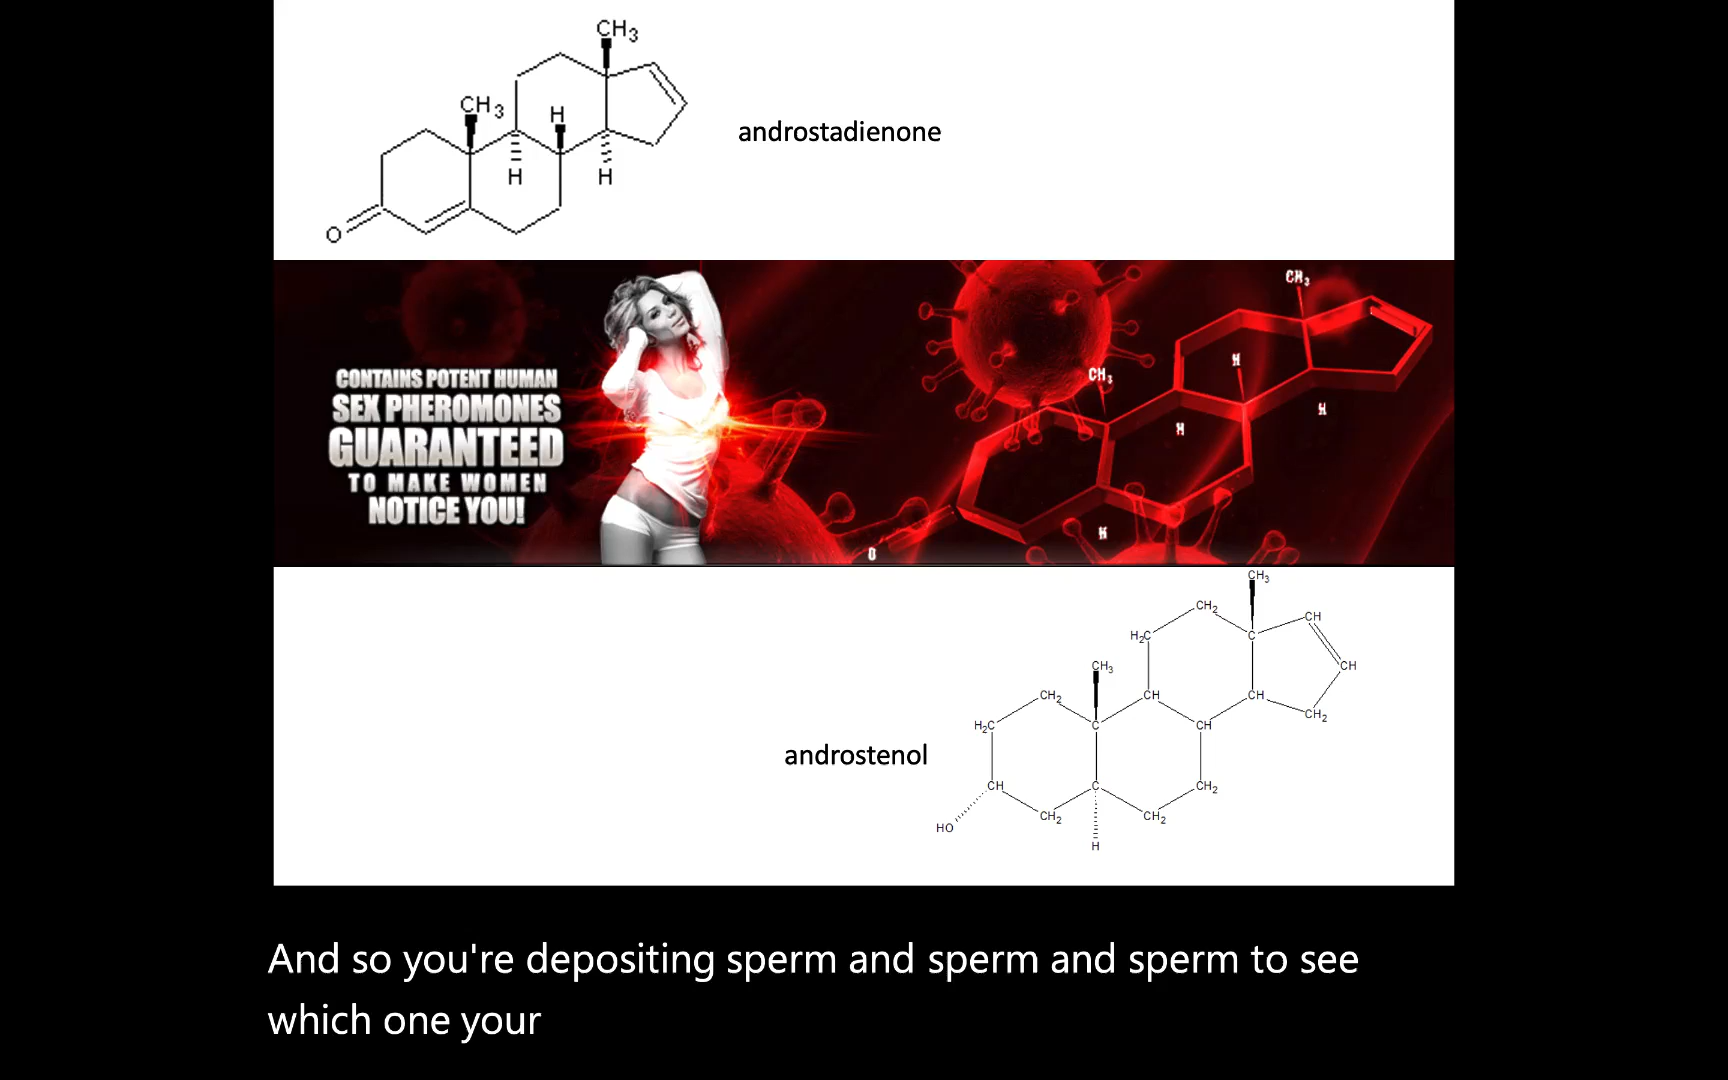 CH3
CH3
H
androstadienone
H
H
O
CH3
CONTAINS POTENT HUMAN
SEX PHEROMONES
GUARANTEED
TO MAKE WOMEN
NOTICE YOU!
H
CH3
H
H
H
O
CH3
CH2
CH
H2C
CH3
CH
CH2
CH
CH
CH2
H2C
C
CH
C
androstenol
CH
C
CH2
HO
CH2
CH2
H
And so you're depositing sperm and sperm and sperm to see
which one your